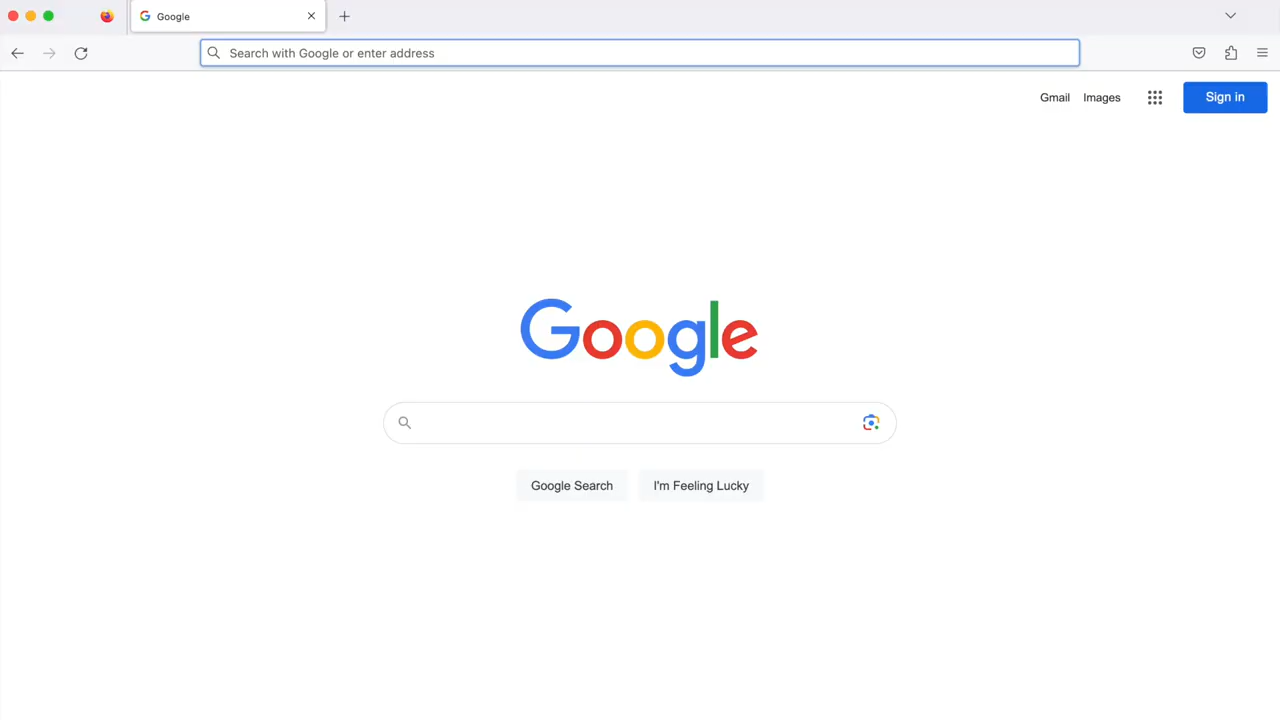 Google
Search with Google or enter address
Gmail Images Sign in
Google
Google Search I'm Feeling Lucky